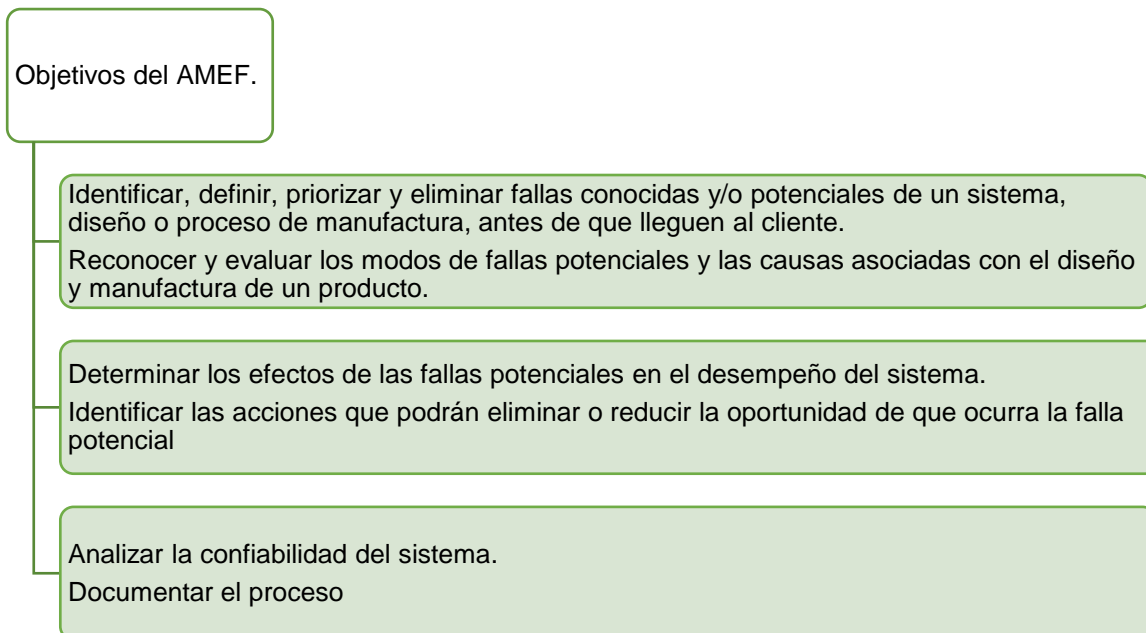 Objetivos del AMEF.
Identificar, definir, priorizar y eliminar fallas conocidas y/o potenciales de un sistema,
diseño o proceso de manufactura, antes de que lleguen al cliente.
Reconocer y evaluar los modos de fallas potenciales y las causas asociadas con el diseño
y manufactura de un producto.
Determinar los efectos de las fallas potenciales en el desempeño del sistema.
Identificar las acciones que podrán eliminar o reducir la oportunidad de que ocurra la falla
potencial
Analizar la confiabilidad del sistema.
Documentar el proceso